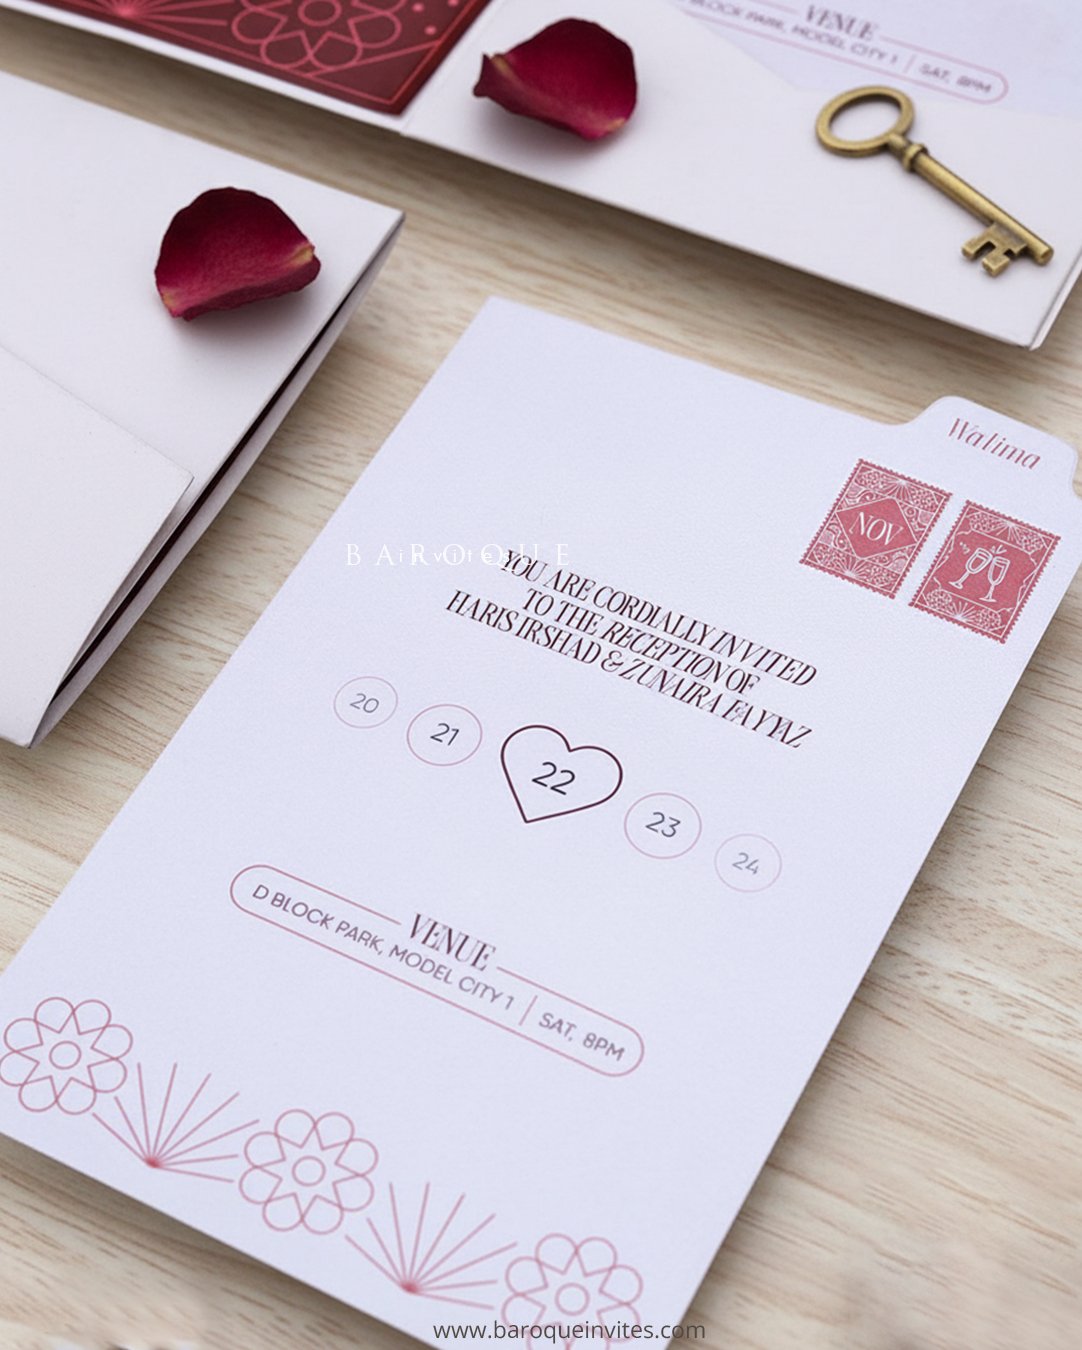 VENUE
BLOCK PARK, MODEL CITY 1 | SAT, 8PM
Walima
NOV
BAROQUE
invites
YOU ARE CORDIALLY INVITED
TO THE RECEPTION OF
HARIS IRSHAD & ZUNAIRA FAYYAZ
20 21 22 23 24
VENUE
D BLOCK PARK, MODEL CITY 1 | SAT, 8PM
www.baroqueinvites.com